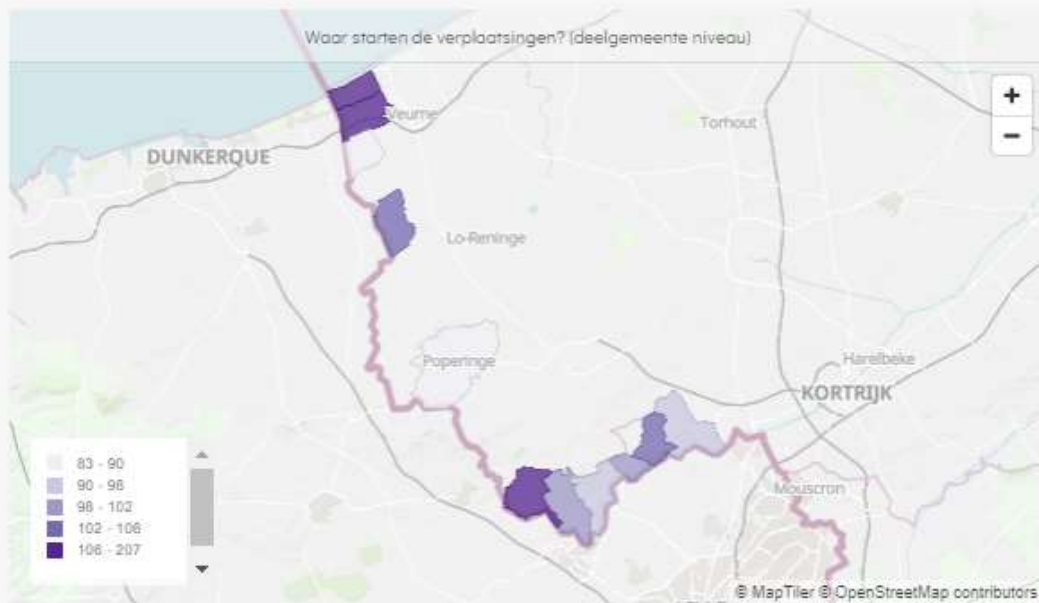 Waar starten de verplaatsingen? (deelgemeente niveau)
+
−
Veurne
Torhout
DUNKERQUE
Lo-Reninge
Poperinge
Harelbeke
KORTRIJK
Mouscron
83 - 90
90 - 98
98 - 102
102 - 106
106 - 207
© MapTiler © OpenStreetMap contributors